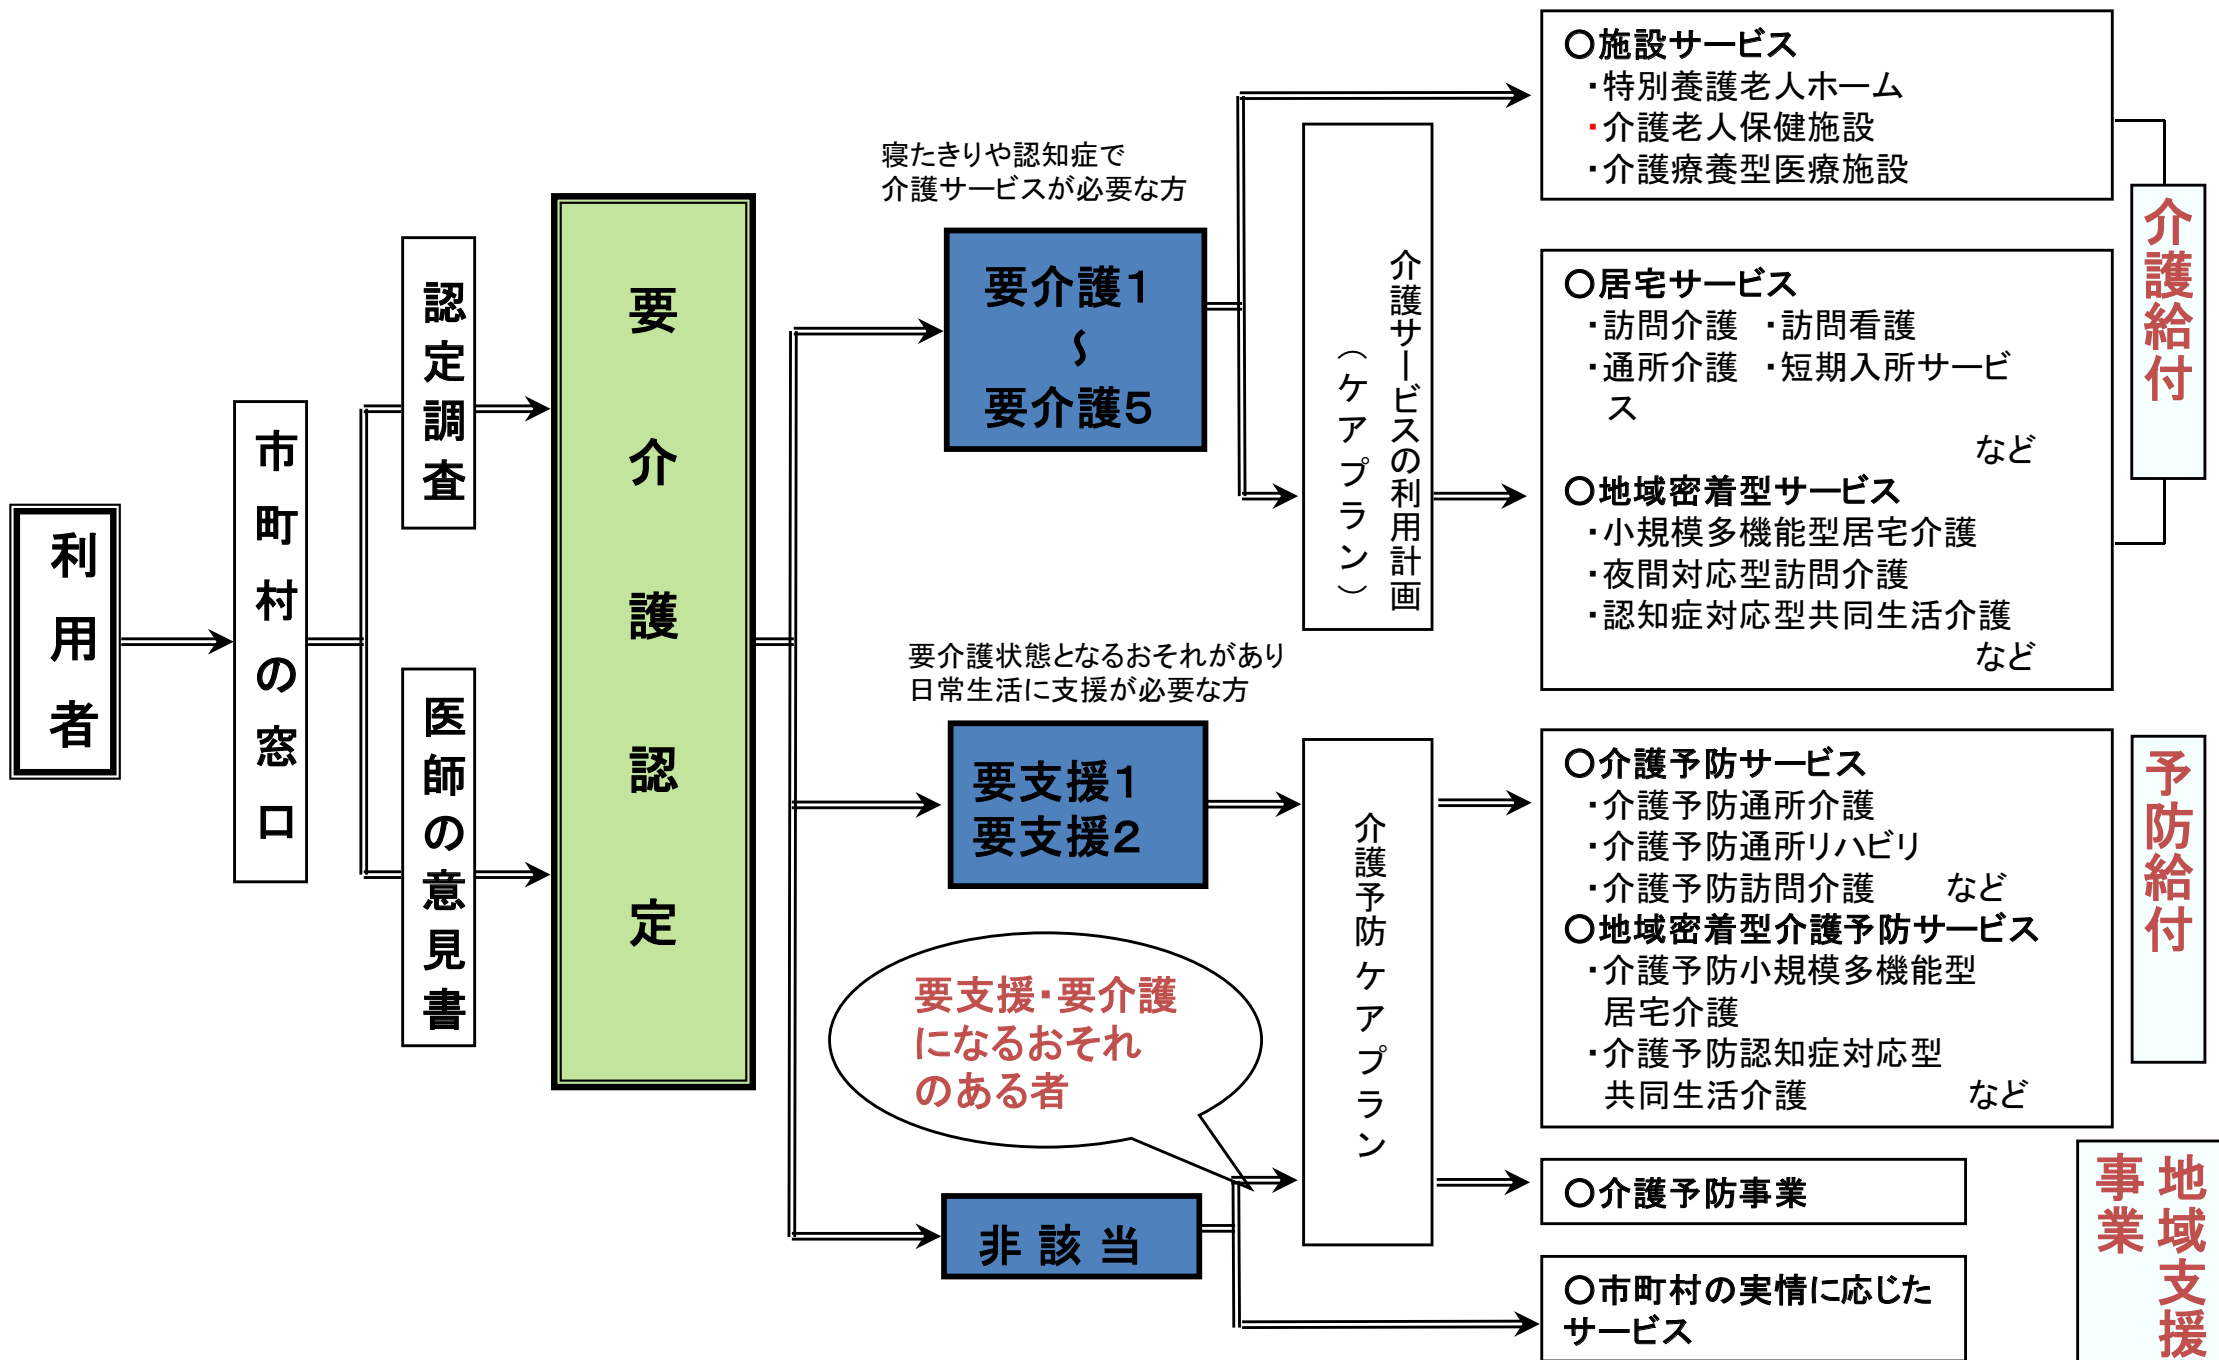 利用者
市町村の窓口
認定調査
医師の意見書
要介護認定
寝たきりや認知症で
介護サービスが必要な方
要介護1
～
要介護5
要介護状態となるおそれがあり
日常生活に支援が必要な方
要支援1
要支援2
要支援・要介護
になるおそれ
のある者
非該当
介護サービスの利用計画
（ケアプラン）
介護予防ケアプラン
〇施設サービス
・特別養護老人ホーム
・介護老人保健施設
・介護療養型医療施設
〇居宅サービス
・訪問介護　・訪問看護
・通所介護　・短期入所サービ
ス
など
〇地域密着型サービス
・小規模多機能型居宅介護
・夜間対応型訪問介護
・認知症対応型共同生活介護
など
〇介護予防サービス
・介護予防通所介護
・介護予防通所リハビリ
・介護予防訪問介護　　など
〇地域密着型介護予防サービス
・介護予防小規模多機能型
居宅介護
・介護予防認知症対応型
共同生活介護　　　　など
〇介護予防事業
〇市町村の実情に応じた
サービス
介護給付
予防給付
地域支援
事業